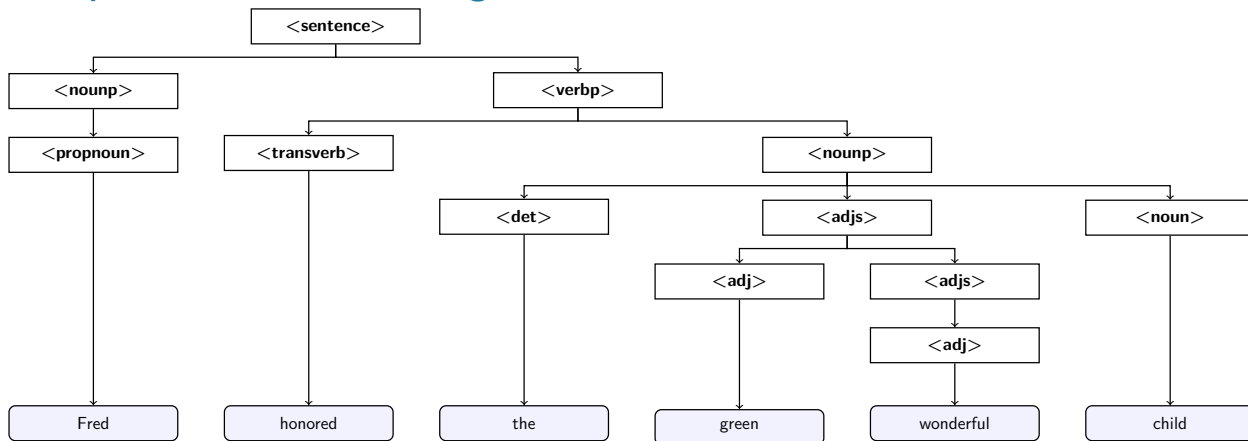 <sentence>
<nounp> <verbp>
<propnoun> <transverb> <nounp>
<det> <adjs> <noun>
<adj> <adjs>
<adj>
Fred honored the green wonderful child